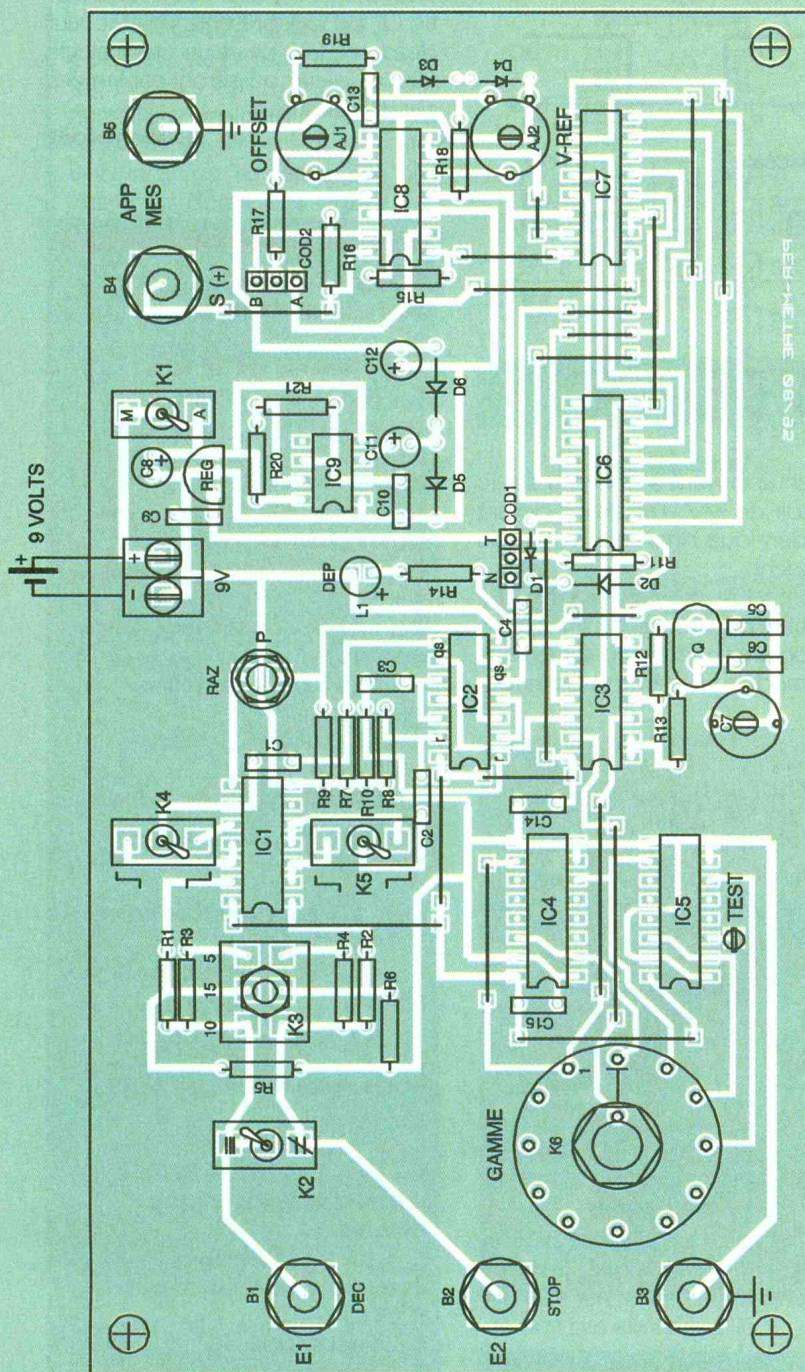 B5
APP
MES
B4
S (+)
OFFSET
AJ1
R19
C13
D3
D4
R18
AJ2
V-REF
IC7
IC8
R17
B
A
COD2
R16
R15
PER-METRE 08/95
K1
M
A
C8
REG
C9
R20
R21
IC9
C12
C11
C10
D6
D5
IC6
9 VOLTS
+
+
-
9V
DEP
L1
+
R14
N
T
COD1
D1
R11
D2
RAZ
P
C3
C4
qs
qs
IC2
r
r
IC3
R12
Q
C5
C6
R13
C7
R9
R7
R10
R8
C1
K4
IC1
K5
C2
C14
IC4
IC5
TEST
C15
R1
R3
5
15
10
K3
R4
R2
R6
R5
K2
GAMME
K6
1
B1
DEC
E1
B2
STOP
E2
B3